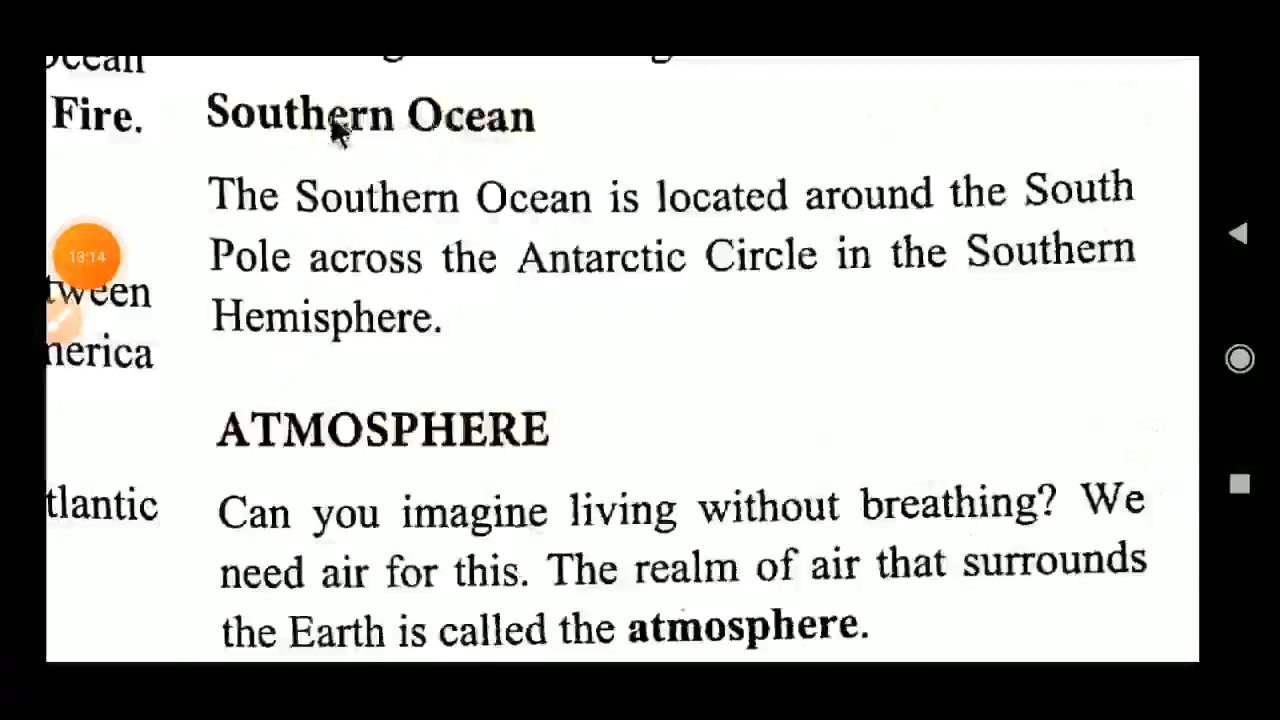 Fire.
Southern Ocean
The Southern Ocean is located around the South
Pole across the Antarctic Circle in the Southern
Hemisphere.
13:14
tween
nerica
ATMOSPHERE
tlantic
Can you imagine living without breathing? We
need air for this. The realm of air that surrounds
the Earth is called the atmosphere.